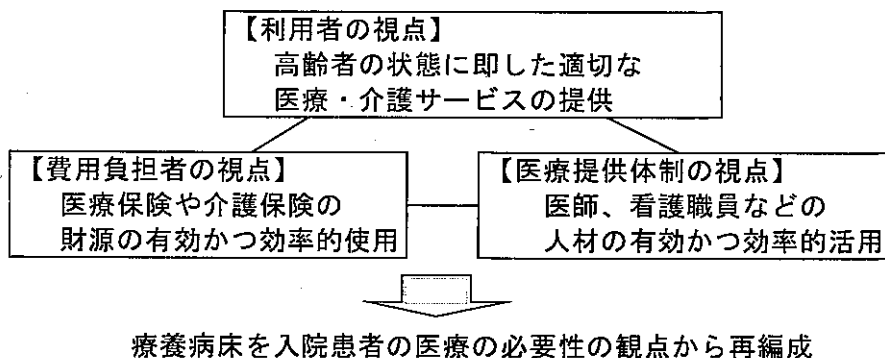 【利用者の視点】
高齢者の状態に即した適切な
医療・介護サービスの提供
【費用負担者の視点】
医療保険や介護保険の
財源の有効かつ効率的使用
【医療提供体制の視点】
医師、看護職員などの
人材の有効かつ効率的活用
療養病床を入院患者の医療の必要性の観点から再編成